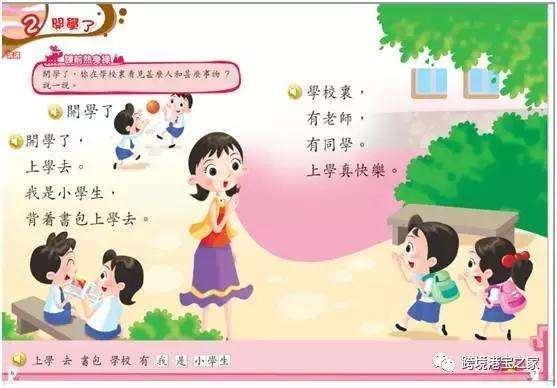 2 開學了
課前熱身操
開學了，你在學校裏看見甚麼人和甚麼事物？
説一説。
開學了
開學了，
上學去。
我是小學生，
背着書包上學去。
學校裏，
有老師，
有同學。
上學真快樂。
上學 去 書包 學校 有 我 是 小學生
跨境港宝之家